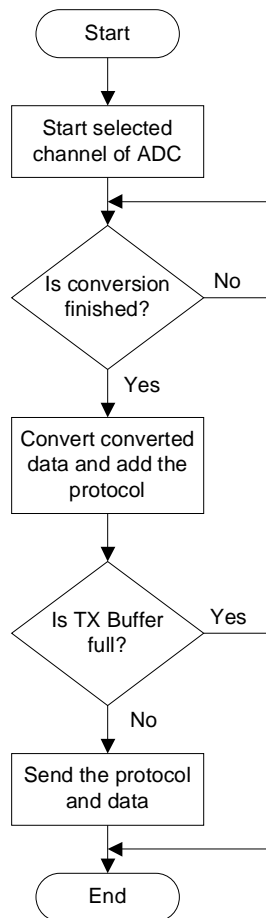 Start
Start selected
channel of ADC
Is conversion
finished?
No
Yes
Convert converted
data and add the
protocol
Is TX Buffer
full?
Yes
No
Send the protocol
and data
End